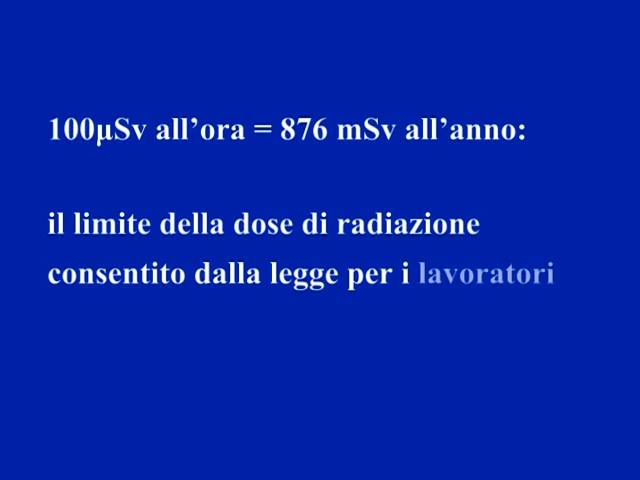 100μSv all’ora = 876 mSv all’anno:
il limite della dose di radiazione
consentito dalla legge per i lavoratori